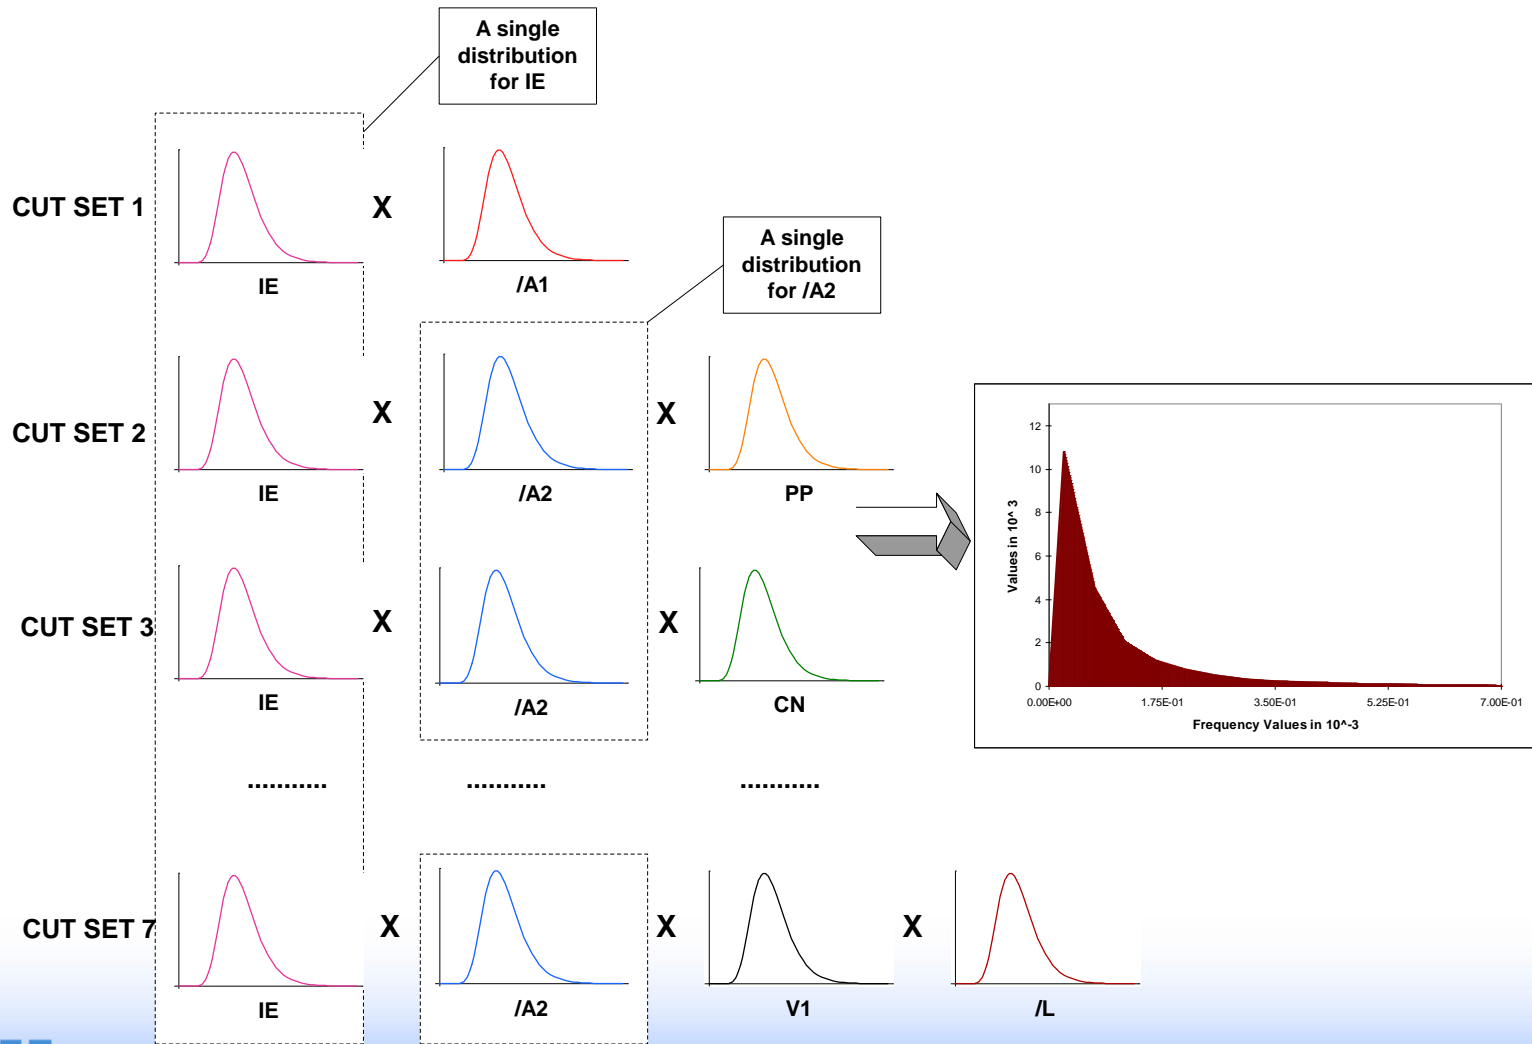 A single
distribution
for IE
CUT SET 1
X
IE
/A1
A single
distribution
for /A2
CUT SET 2
X
X
IE
/A2
PP
CUT SET 3
X
X
IE
/A2
CN
...........
...........
...........
CUT SET 7
X
X
X
IE
/A2
V1
/L
Values in 10^ 3
12
10
8
6
4
2
0
0.00E+00
1.75E-01
3.50E-01
5.25E-01
7.00E-01
Frequency Values in 10^-3